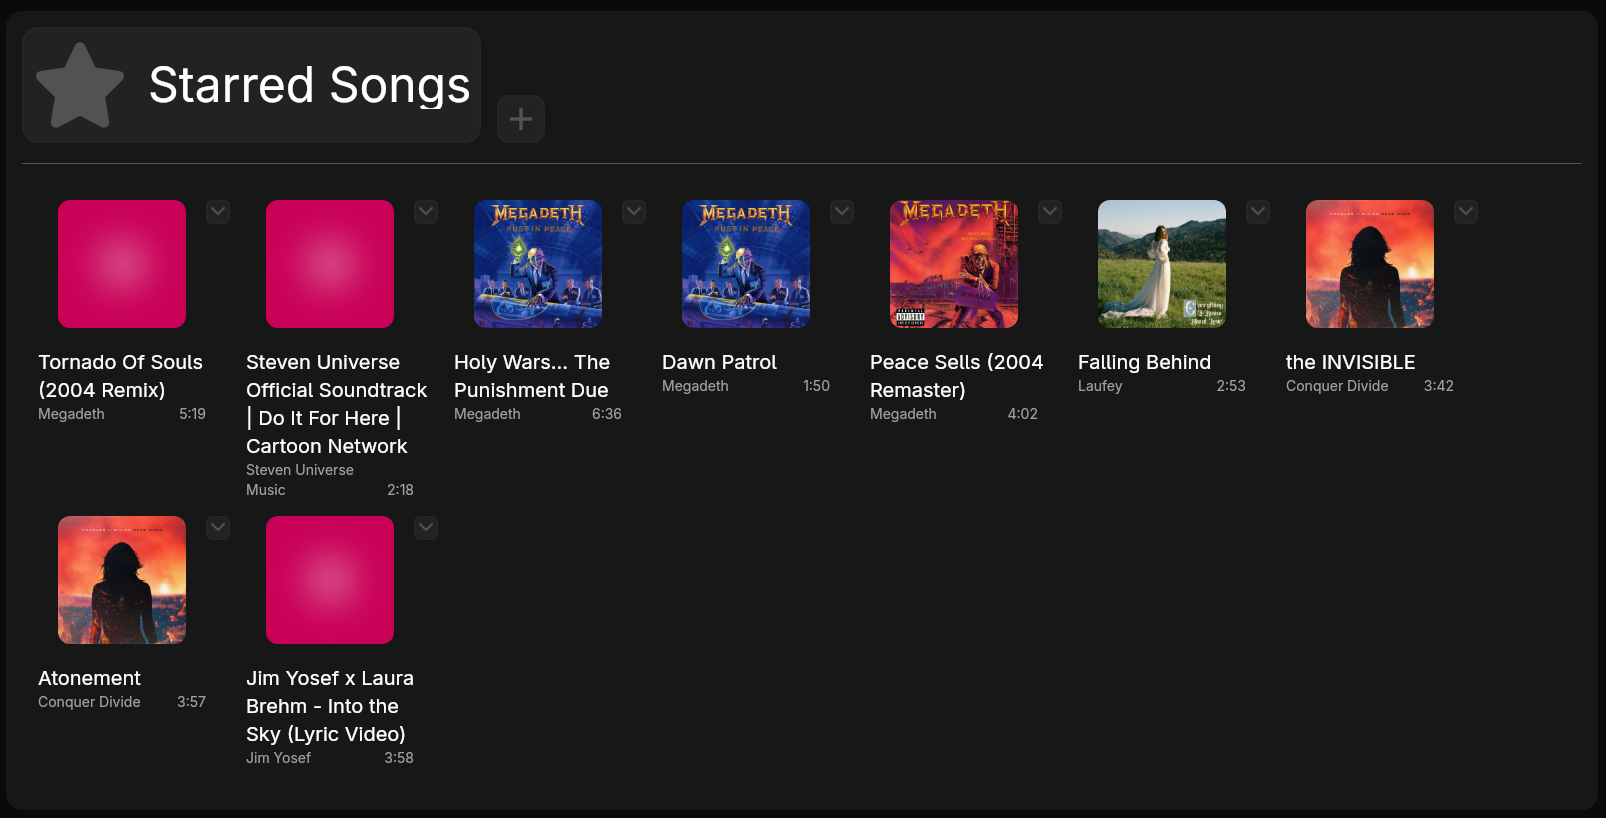 Starred Songs
MEGADETH
RUST IN PEACE
MEGADETH
RUST IN PEACE
MEGADETH
Tornado Of Souls
(2004 Remix)
Megadeth 5:19
Steven Universe
Official Soundtrack
| Do It For Here |
Cartoon Network
Steven Universe
Music 2:18
Holy Wars... The
Punishment Due
Megadeth 6:36
Dawn Patrol
Megadeth 1:50
Peace Sells (2004
Remaster)
Megadeth 4:02
Falling Behind
Laufey 2:53
the INVISIBLE
Conquer Divide 3:42
Atonement
Conquer Divide 3:57
Jim Yosef x Laura
Brehm - Into the
Sky (Lyric Video)
Jim Yosef 3:58